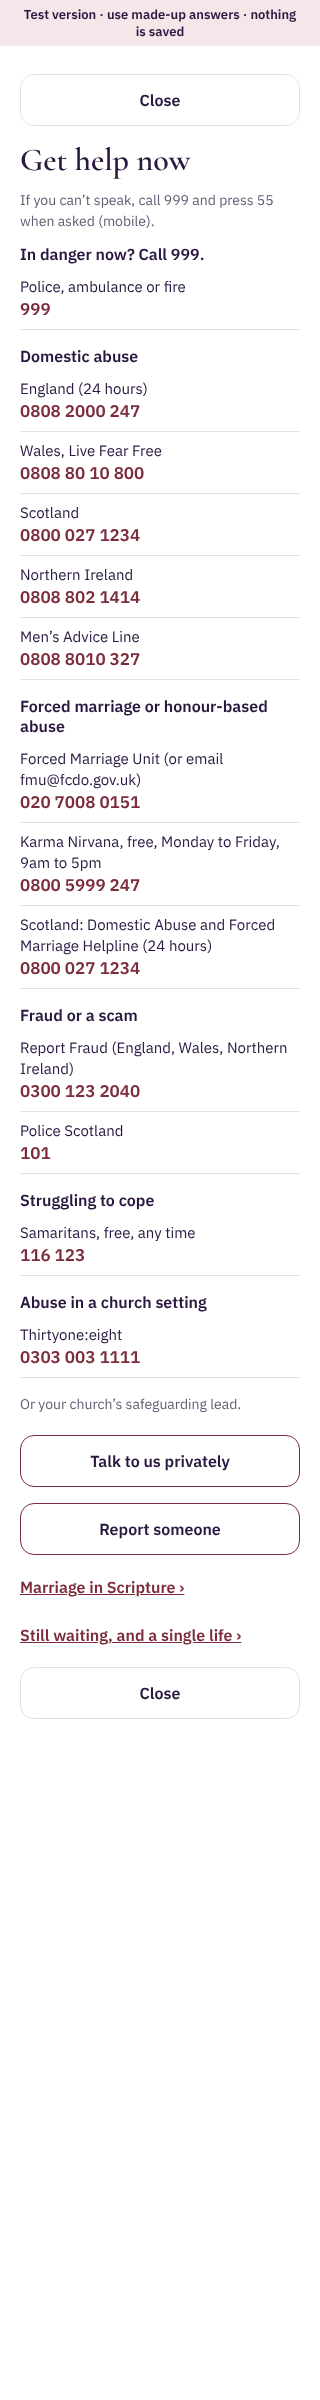 Test version · use made-up answers · nothing
is saved
Close
Get help now
If you can’t speak, call 999 and press 55
when asked (mobile).
In danger now? Call 999.
Police, ambulance or fire
999
Domestic abuse
England (24 hours)
0808 2000 247
Wales, Live Fear Free
0808 80 10 800
Scotland
0800 027 1234
Northern Ireland
0808 802 1414
Men’s Advice Line
0808 8010 327
Forced marriage or honour-based
abuse
Forced Marriage Unit (or email
fmu@fcdo.gov.uk)
020 7008 0151
Karma Nirvana, free, Monday to Friday,
9am to 5pm
0800 5999 247
Scotland: Domestic Abuse and Forced
Marriage Helpline (24 hours)
0800 027 1234
Fraud or a scam
Report Fraud (England, Wales, Northern
Ireland)
0300 123 2040
Police Scotland
101
Struggling to cope
Samaritans, free, any time
116 123
Abuse in a church setting
Thirtyone:eight
0303 003 1111
Or your church’s safeguarding lead.
Talk to us privately
Report someone
Marriage in Scripture ›
Still waiting, and a single life ›
Close